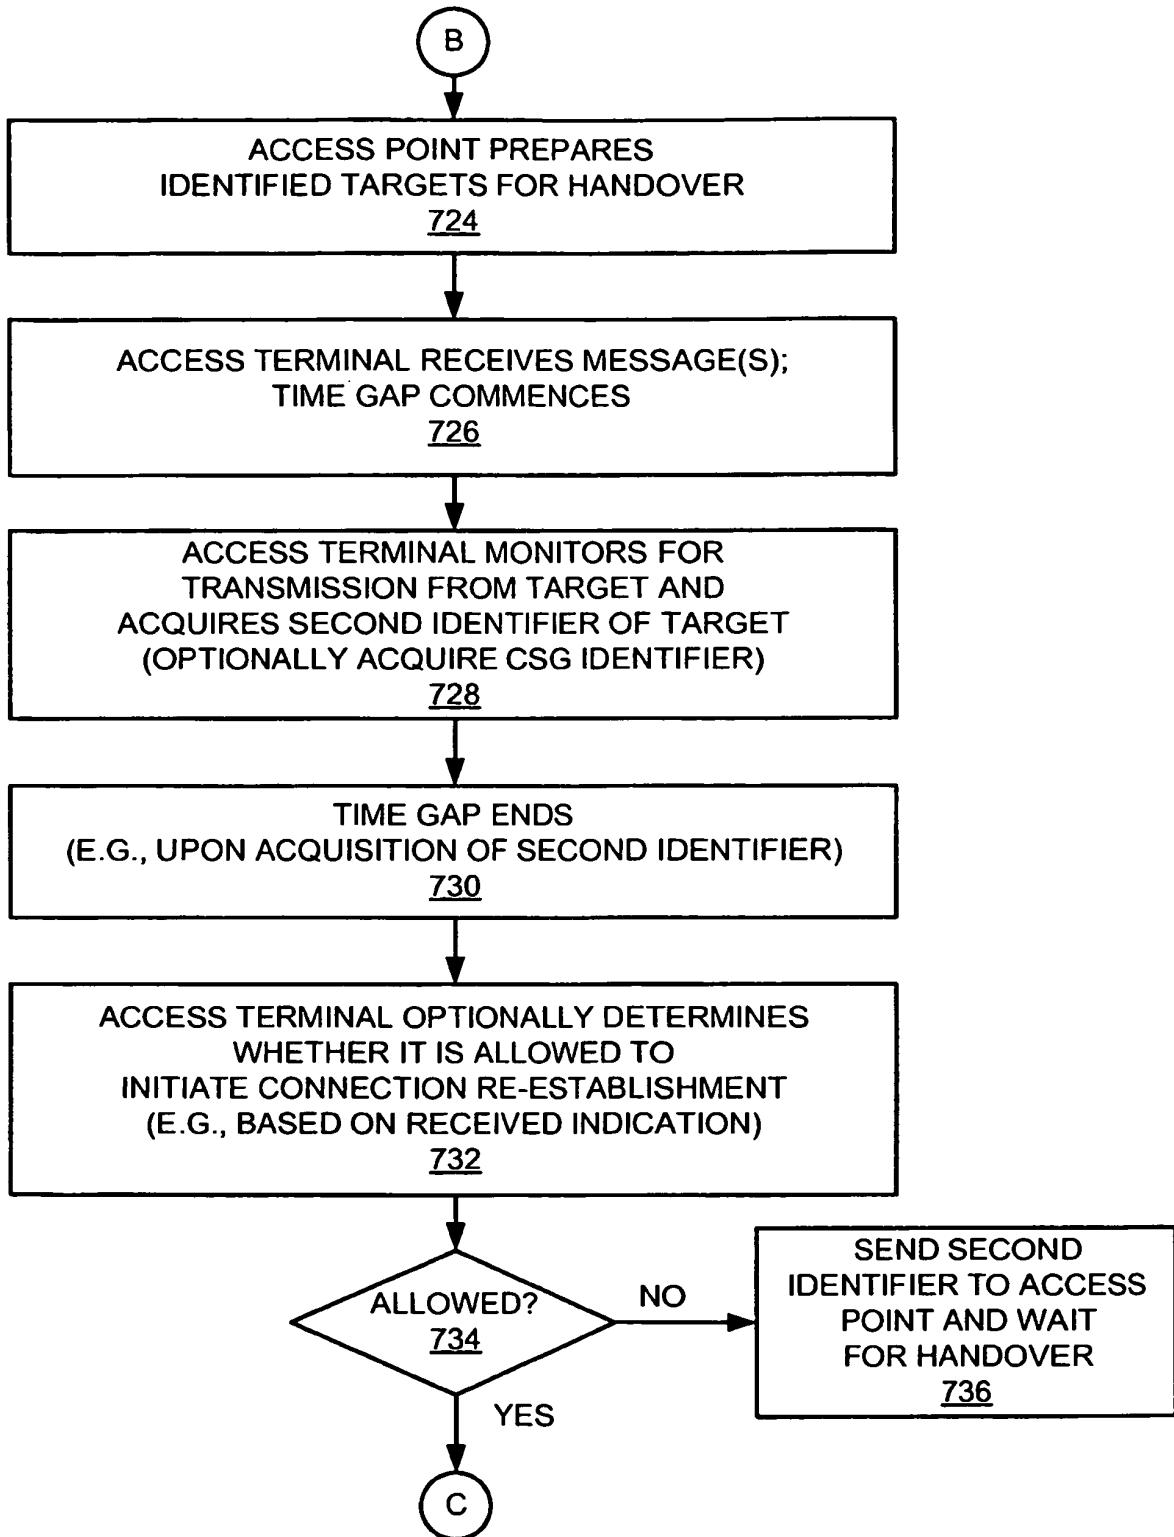 B
ACCESS POINT PREPARES
IDENTIFIED TARGETS FOR HANDOVER
724
ACCESS TERMINAL RECEIVES MESSAGE(S);
TIME GAP COMMENCES
726
ACCESS TERMINAL MONITORS FOR
TRANSMISSION FROM TARGET AND
ACQUIRES SECOND IDENTIFIER OF TARGET
(OPTIONALLY ACQUIRE CSG IDENTIFIER)
728
TIME GAP ENDS
(E.G., UPON ACQUISITION OF SECOND IDENTIFIER)
730
ACCESS TERMINAL OPTIONALLY DETERMINES
WHETHER IT IS ALLOWED TO
INITIATE CONNECTION RE-ESTABLISHMENT
(E.G., BASED ON RECEIVED INDICATION)
732
ALLOWED?
734
NO
SEND SECOND
IDENTIFIER TO ACCESS
POINT AND WAIT
FOR HANDOVER
736
YES
C